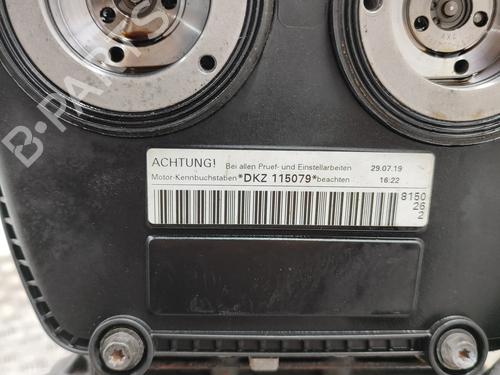 B-PARTS
ACHTUNG! Bei allen Pruef- und Einstellarbeiten 29.07.19
Motor-Kennbuchstaben *DKZ 115079* beachten 16:22
8150
26
2